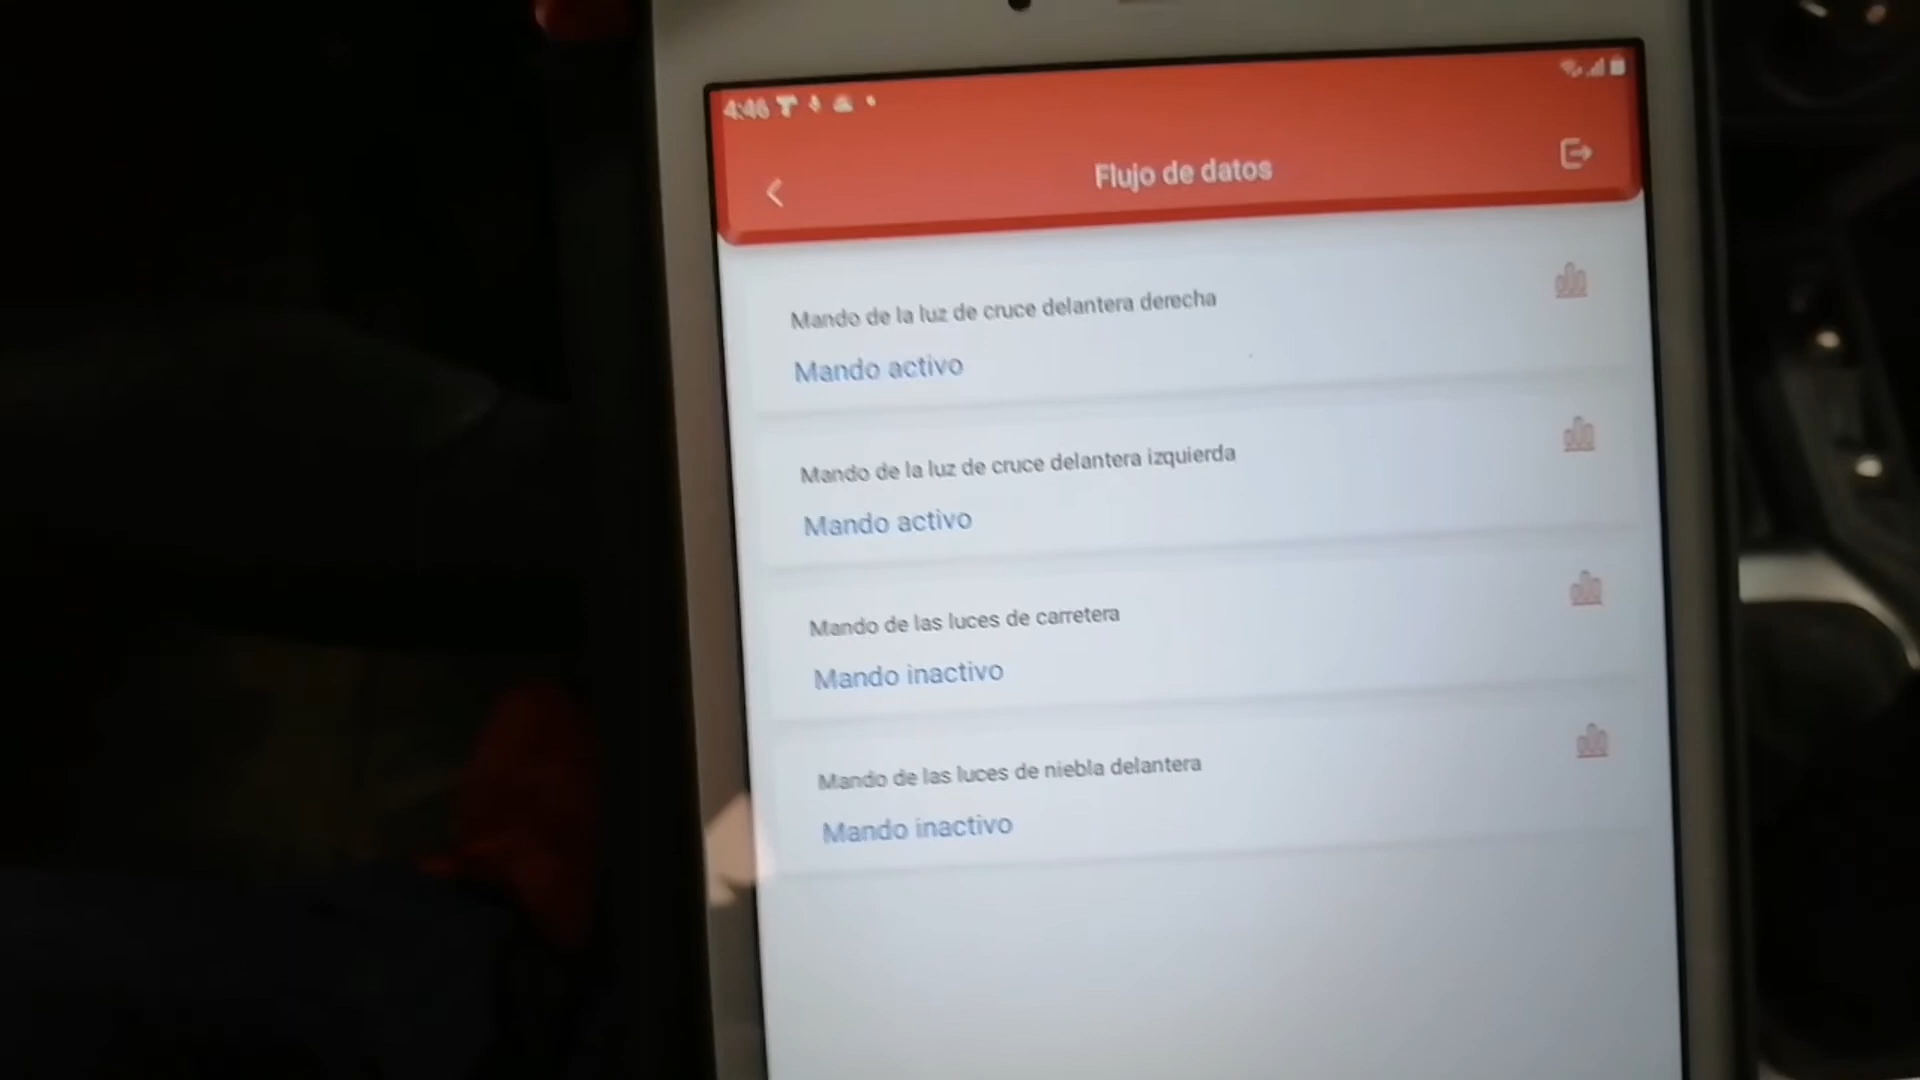 4:46
Flujo de datos
Mando de la luz de cruce delantera derecha
Mando activo
Mando de la luz de cruce delantera izquierda
Mando activo
Mando de las luces de carretera
Mando inactivo
Mando de las luces de niebla delantera
Mando inactivo